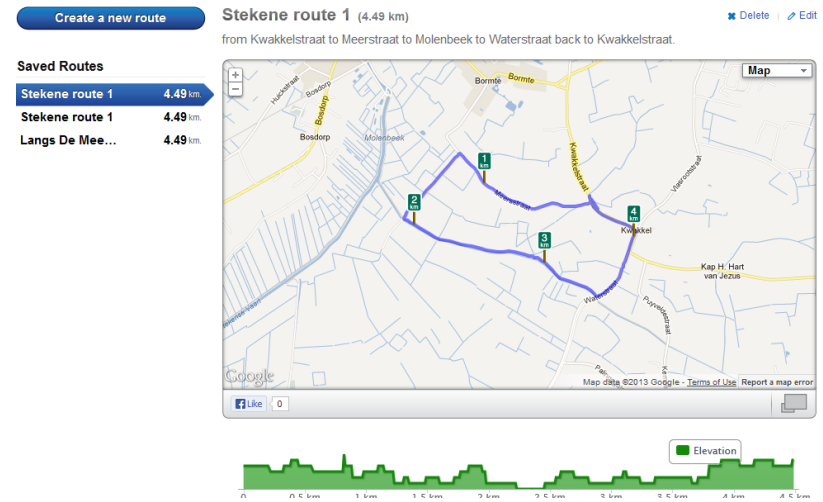 Create a new route
Stekene route 1 (4.49 km)
Delete
Edit
from Kwakkelstraat to Meerstraat to Molenbeek to Waterstraat back to Kwakkelstraat.
Saved Routes
Stekene route 1 4.49 km.
Stekene route 1 4.49 km.
Langs De Mee... 4.49 km.
+
−
Map
Huickstraat
Bosdorp
Bosdorp
Bosdorp
Bormte
Bormte
Molenbeek
Kwakkelstraat
Vlasrootstraat
1 km
2 km
3 km
4 km
Kwakkel
Kap H. Hart
van Jezus
Waterstraat
Puyveldestraat
Google
Map data ©2013 Google - Terms of Use Report a map error
Like 0
Elevation
0 0.5 km 1 km 1.5 km 2 km 2.5 km 3 km 3.5 km 4 km 4.5 km